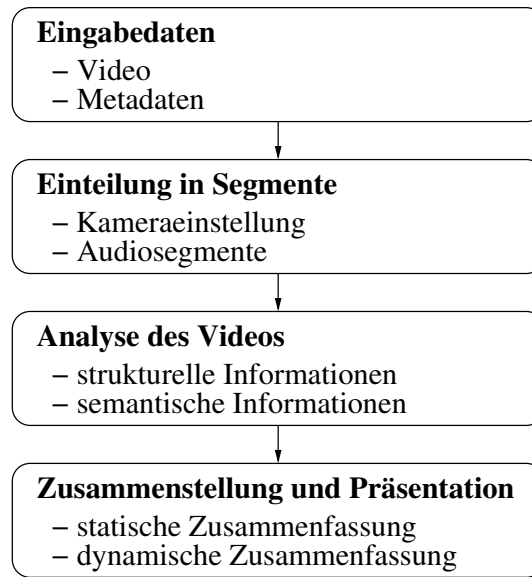 Eingabedaten
– Video
– Metadaten
Einteilung in Segmente
– Kameraeinstellung
– Audiosegmente
Analyse des Videos
– strukturelle Informationen
– semantische Informationen
Zusammenstellung und Präsentation
– statische Zusammenfassung
– dynamische Zusammenfassung